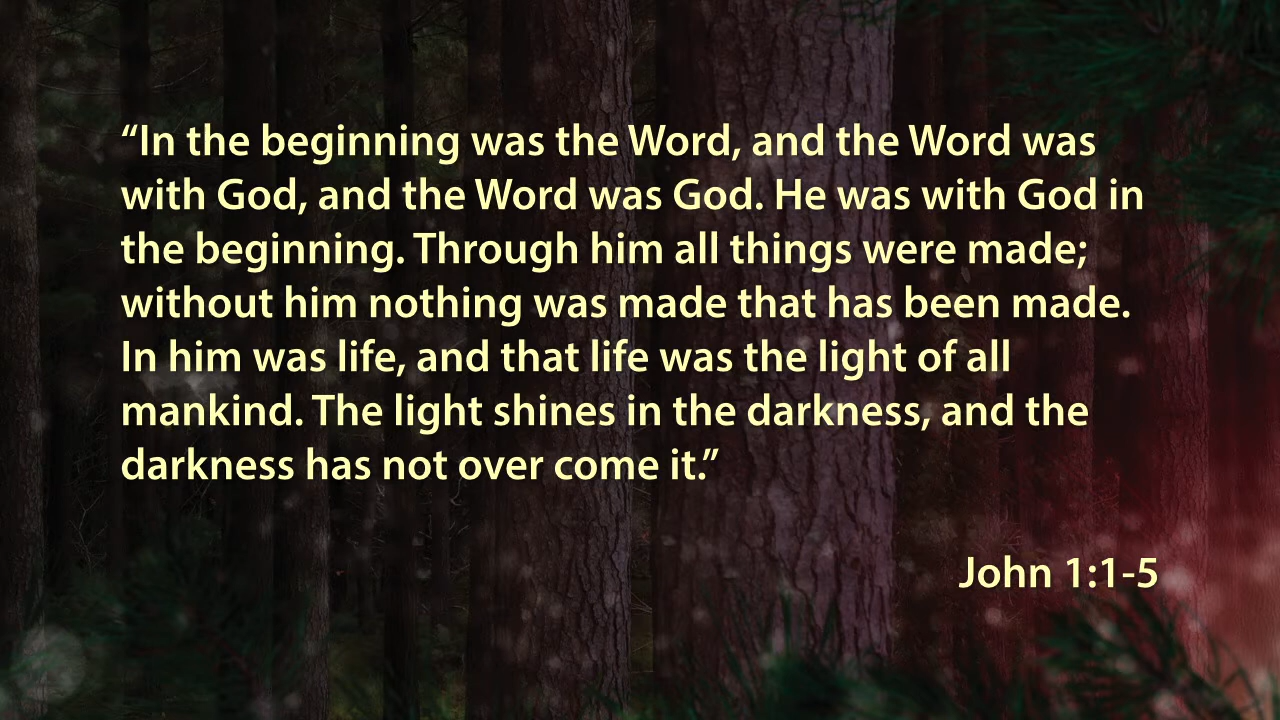 “In the beginning was the Word, and the Word was
with God, and the Word was God. He was with God in
the beginning. Through him all things were made;
without him nothing was made that has been made.
In him was life, and that life was the light of all
mankind. The light shines in the darkness, and the
darkness has not over come it.”
John 1:1-5